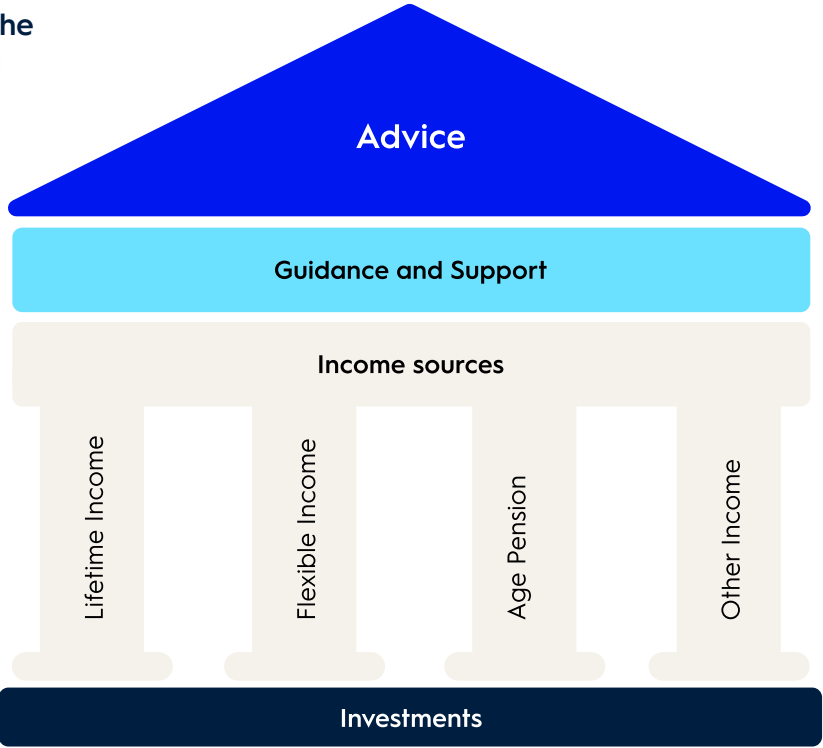 he
Advice
Guidance and Support
Income sources
Lifetime Income
Flexible Income
Age Pension
Other Income
Investments